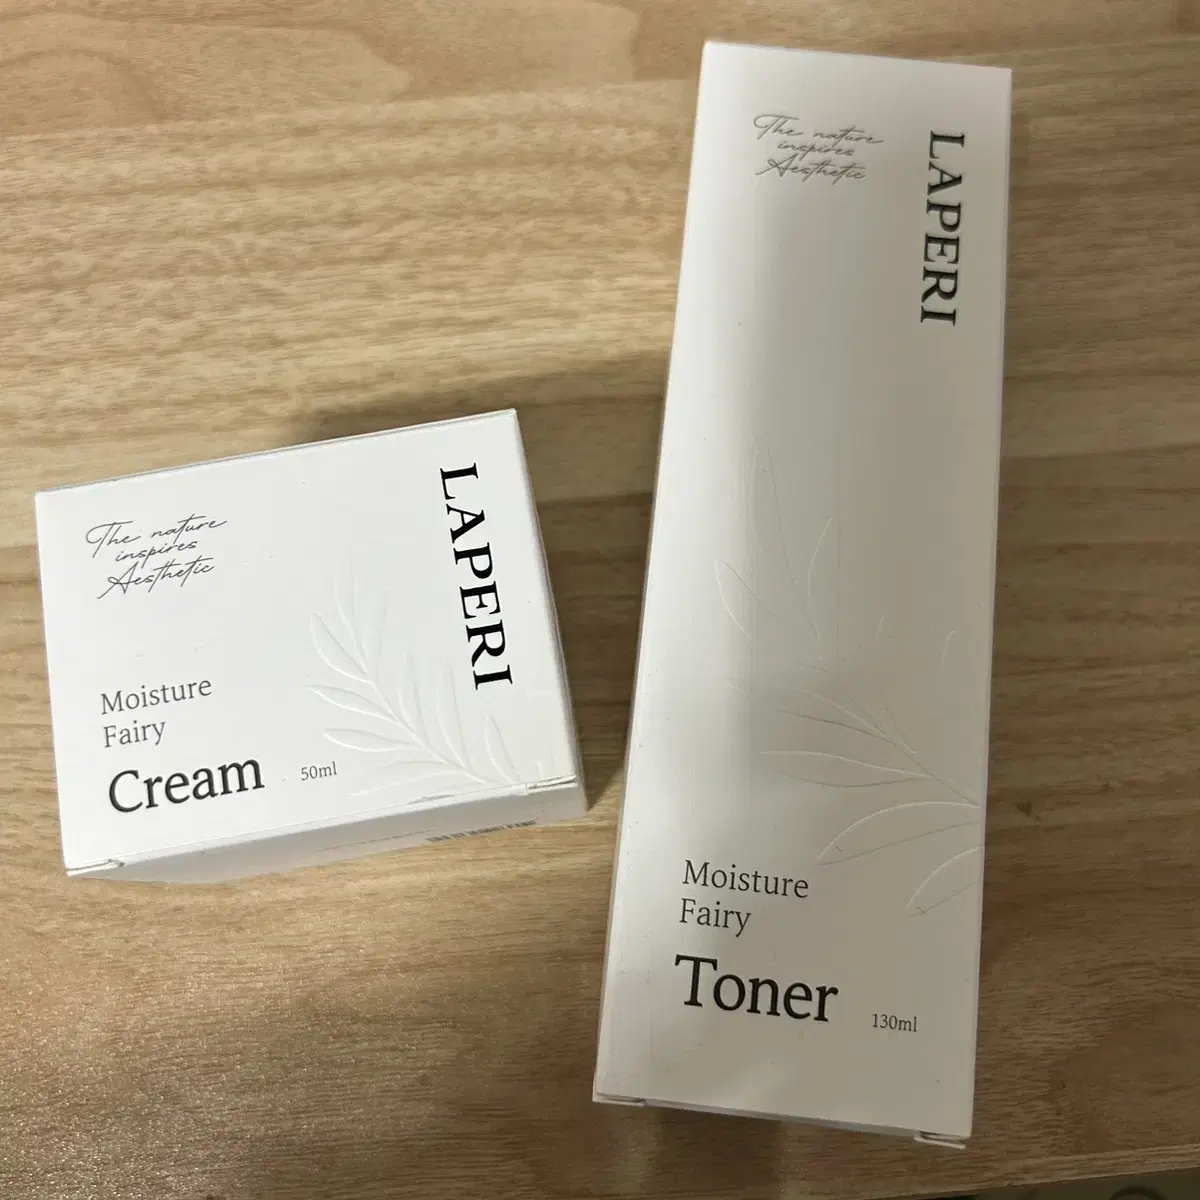 The nature
inspires
Aesthetic
LAPERI
Moisture
Fairy
Cream 50ml
The nature
inspires
Aesthetic
LAPERI
Moisture
Fairy
Toner 130ml